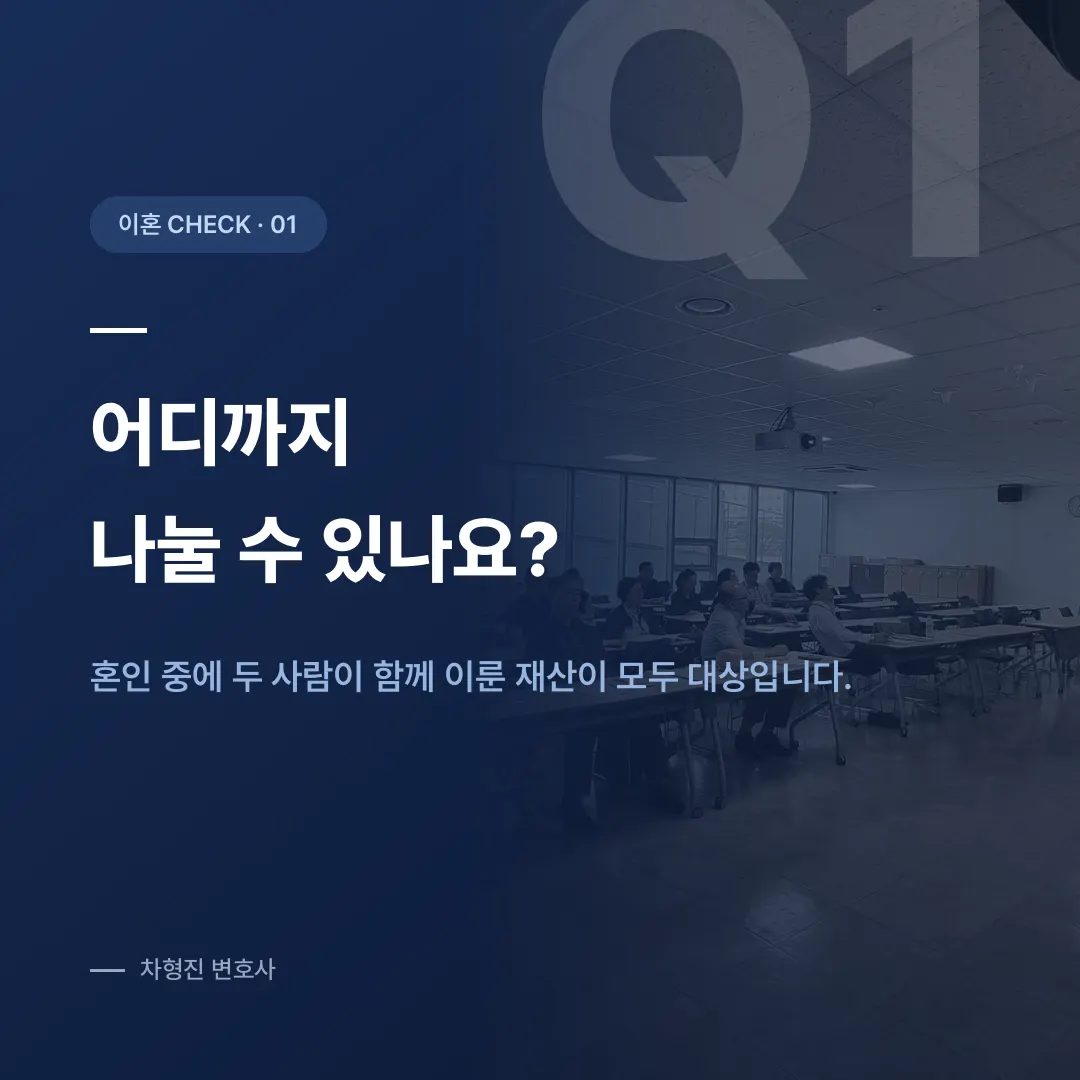 Q1
이혼 CHECK · 01
어디까지
나눌 수 있나요?
혼인 중에 두 사람이 함께 이룬 재산이 모두 대상입니다.
차형진 변호사